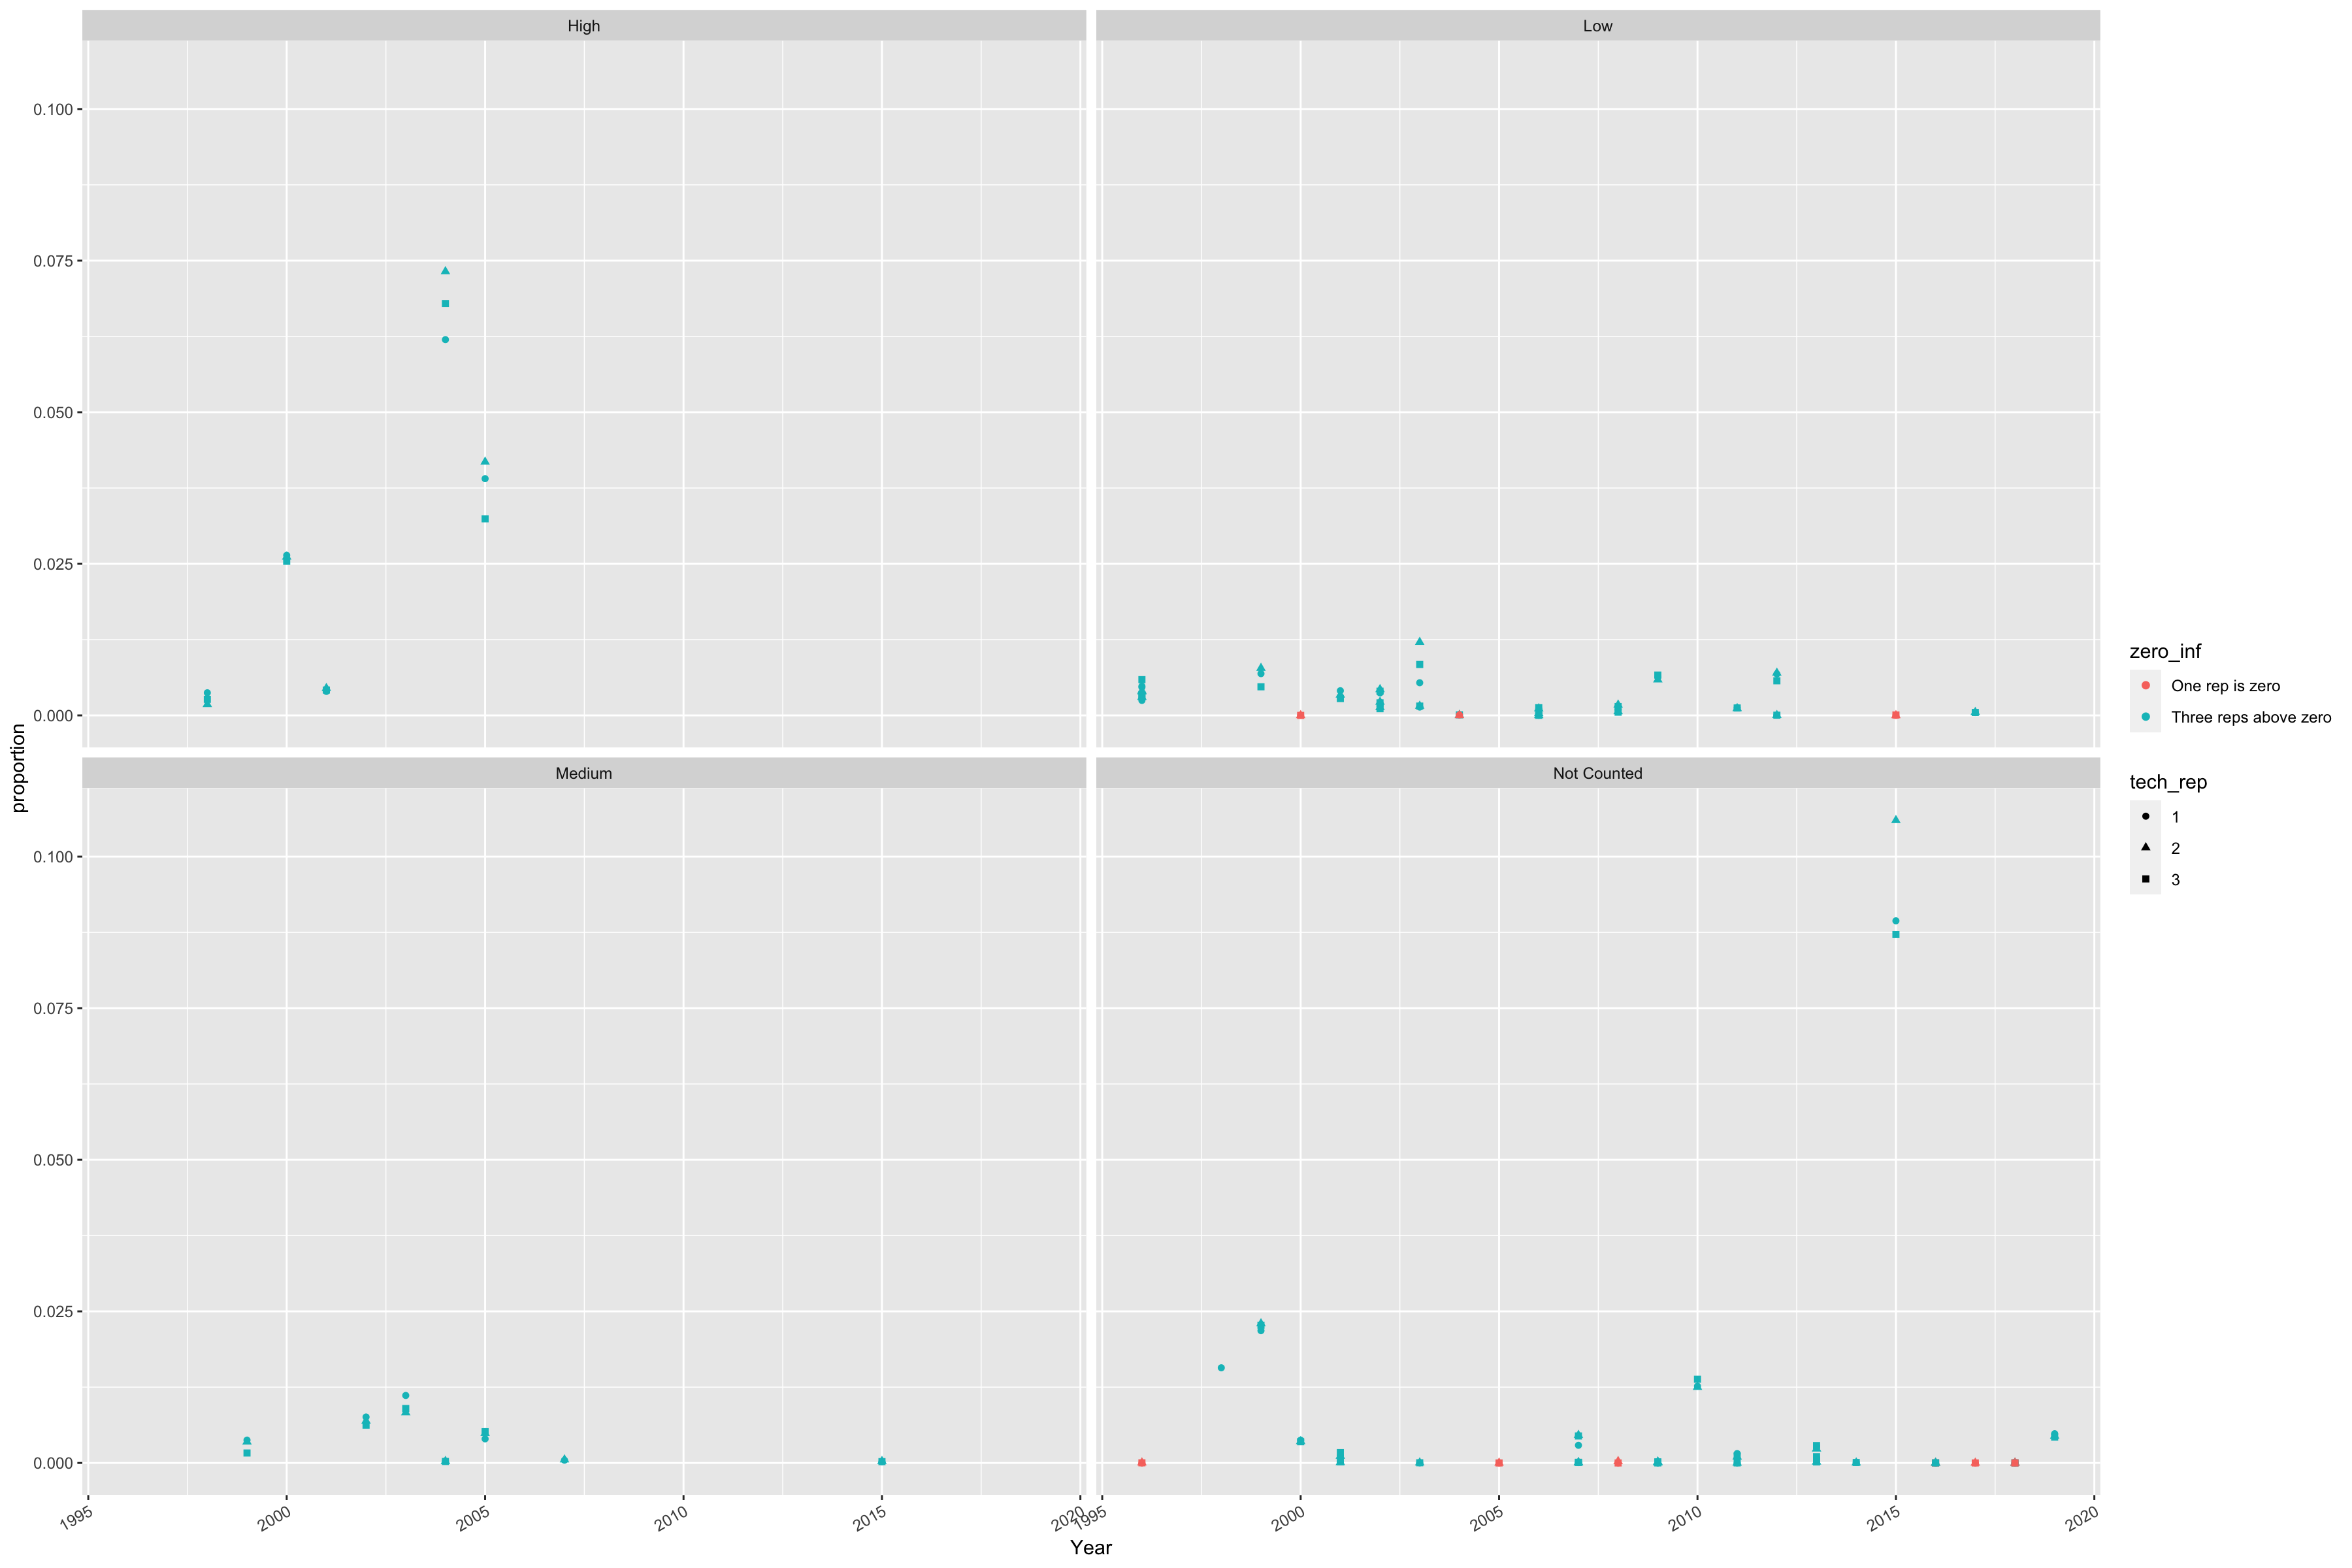 High
Low
0.100
0.075
0.050
0.025
0.000
Medium
Not Counted
0.100
0.075
0.050
0.025
0.000
proportion
1995
2000
2005
2010
2015
2020
1995
2000
2005
2010
2015
2020
Year
zero_inf
One rep is zero
Three reps above zero
tech_rep
1
2
3